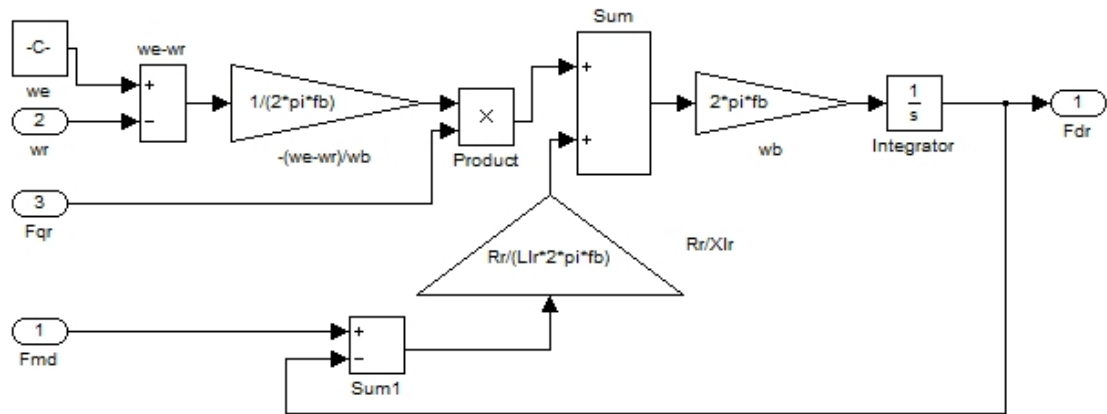 Sum
-C-
we
we-wr
+
−
1/(2*pi*fb)
-(we-wr)/wb
2
wr
×
Product
+
+
2*pi*fb
wb
1
s
Integrator
1
Fdr
3
Fqr
Rr/(Llr*2*pi*fb)
Rr/Xlr
1
Fmd
+
−
Sum1